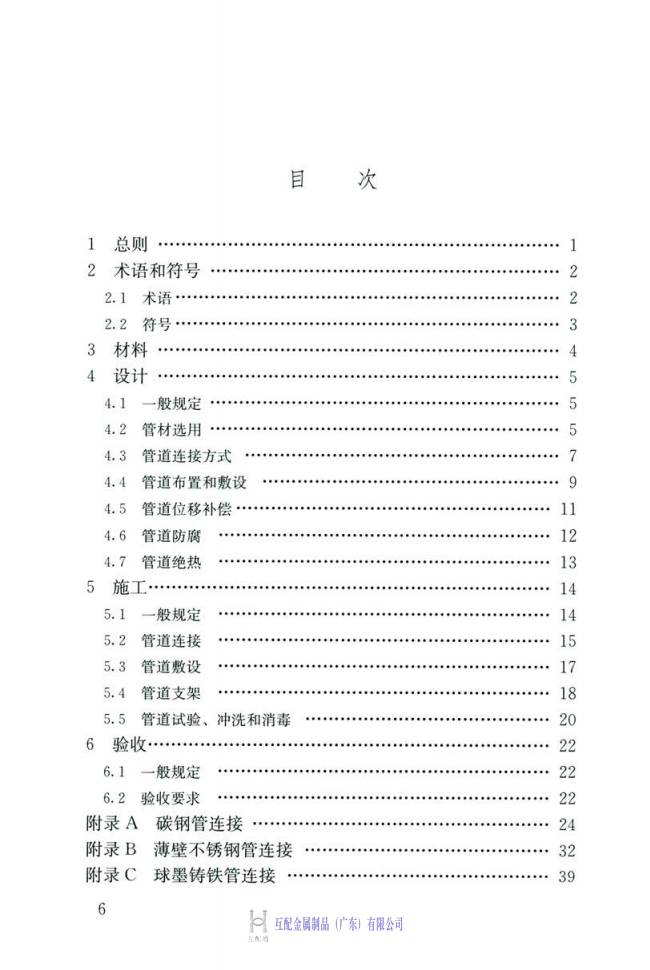 目 次
1 总则 …… 1
2 术语和符号 …… 2
2.1 术语 …… 2
2.2 符号 …… 3
3 材料 …… 4
4 设计 …… 5
4.1 一般规定 …… 5
4.2 管材选用 …… 5
4.3 管道连接方式 …… 7
4.4 管道布置和敷设 …… 9
4.5 管道位移补偿 …… 11
4.6 管道防腐 …… 12
4.7 管道绝热 …… 13
5 施工 …… 14
5.1 一般规定 …… 14
5.2 管道连接 …… 15
5.3 管道敷设 …… 17
5.4 管道支架 …… 18
5.5 管道试验、冲洗和消毒 …… 20
6 验收 …… 22
6.1 一般规定 …… 22
6.2 验收要求 …… 22
附录A 碳钢管连接 …… 24
附录B 薄壁不锈钢管连接 …… 32
附录C 球墨铸铁管连接 …… 39
6
互配金属制品（广东）有限公司